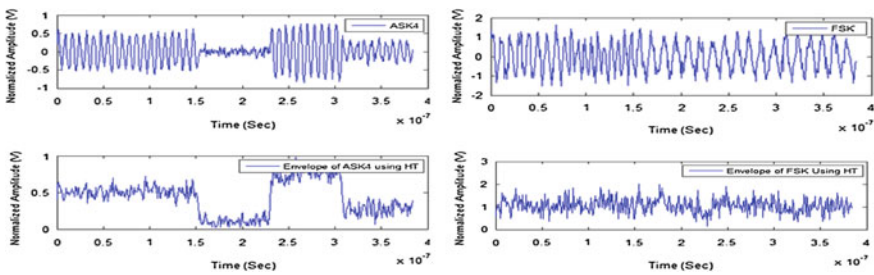 Normalized Amplitude (V)
1
0.5
0
-0.5
-1
ASK4
0 0.5 1 1.5 2 2.5 3 3.5 4
Time (Sec)
× 10⁻⁷
Normalized Amplitude (V)
2
1
0
-1
-2
FSK
0 0.5 1 1.5 2 2.5 3 3.5 4
Time (Sec)
× 10⁻⁷
Normalized Amplitude (V)
1
0.5
0
Envelope of ASK4 using HT
0 0.5 1 1.5 2 2.5 3 3.5 4
Time (Sec)
× 10⁻⁷
Normalized Amplitude (V)
3
2
1
0
Envelope of FSK Using HT
0 0.5 1 1.5 2 2.5 3 3.5 4
Time (Sec)
× 10⁻⁷